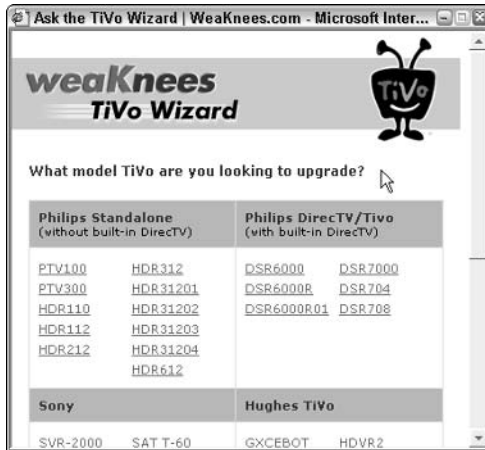 Ask the TiVo Wizard | WeaKnees.com - Microsoft Inter...
weaKnees
TiVo Wizard
TiVo
What model TiVo are you looking to upgrade?
Philips Standalone
(without built-in DirecTV)
PTV100 HDR312
PTV300 HDR31201
HDR110 HDR31202
HDR112 HDR31203
HDR212 HDR31204
HDR612
Philips DirecTV/Tivo
(with built-in DirecTV)
DSR6000 DSR7000
DSR6000R DSR704
DSR6000R01 DSR708
Sony
SVR-2000 SAT T-60
Hughes TiVo
GXCEBOT HDVR2